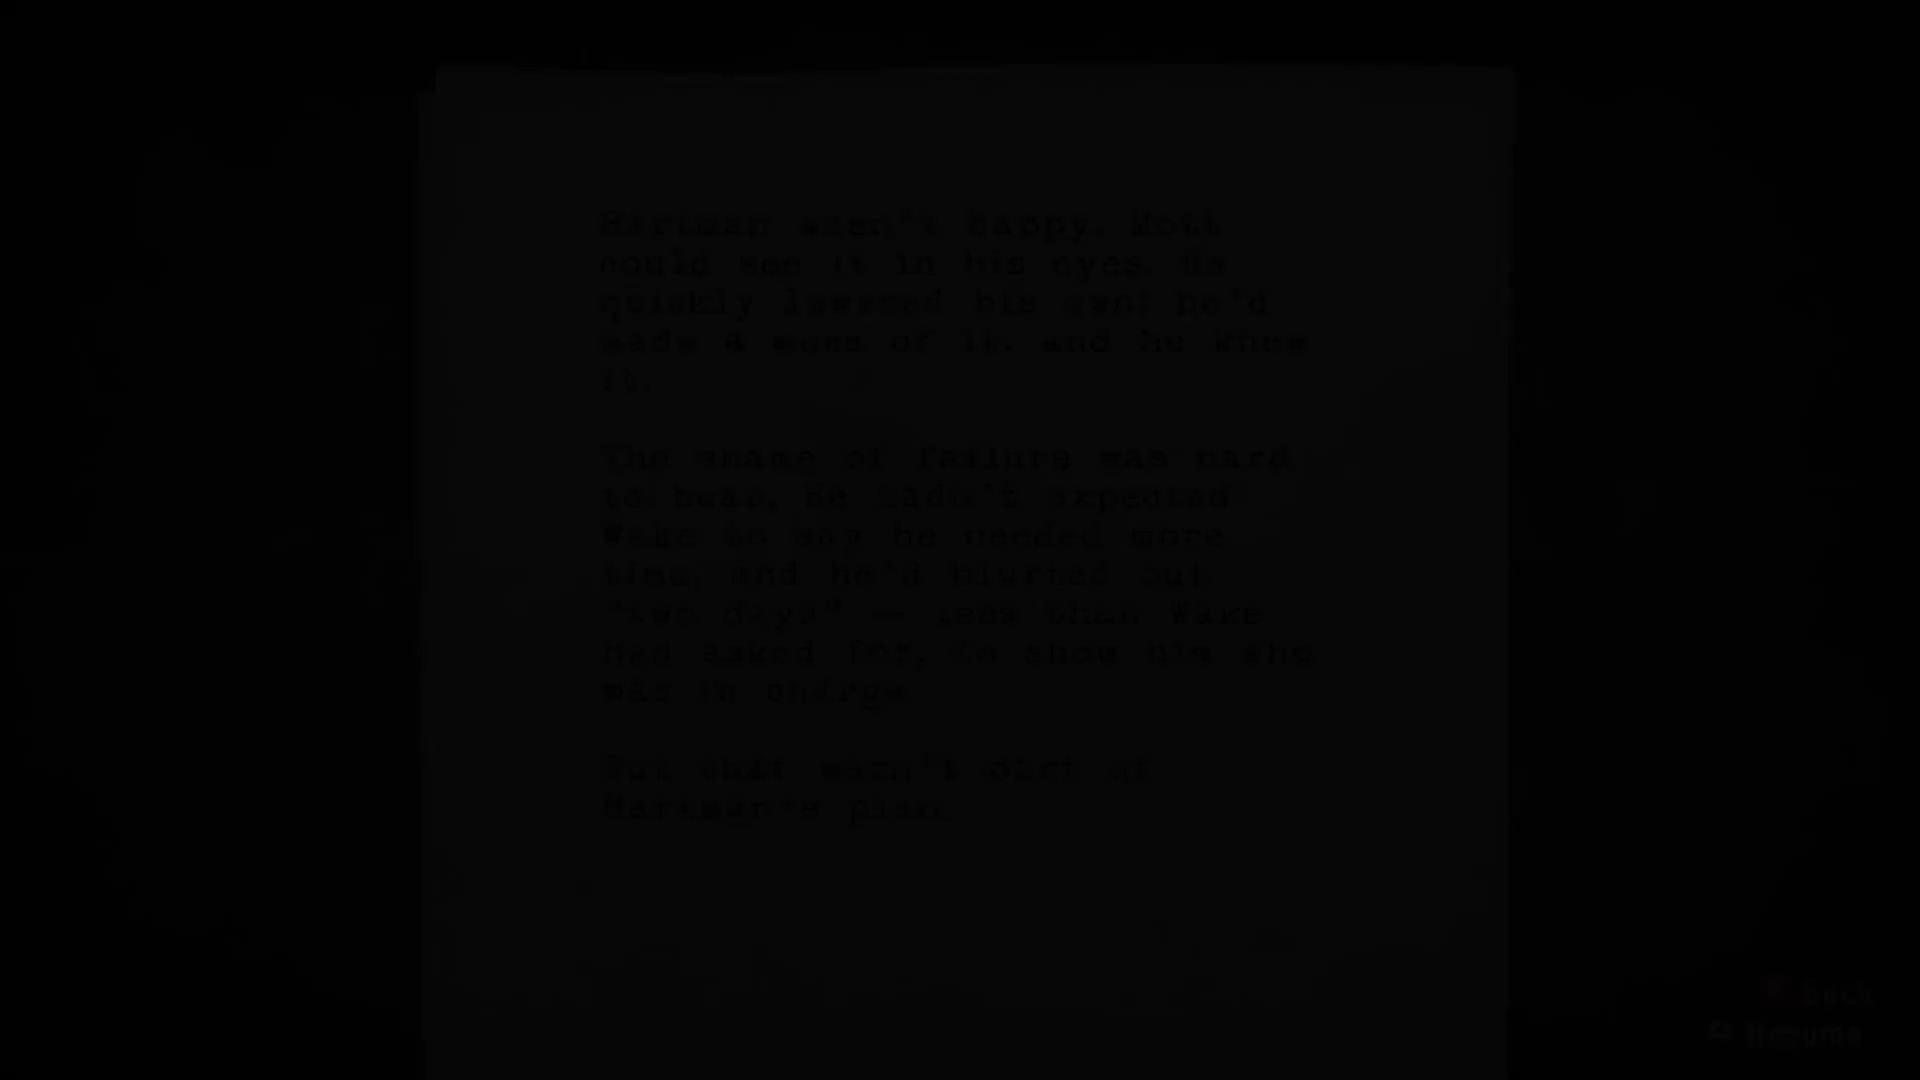 Hartman wasn't happy. Mott
could see it in his eyes. He
quickly lowered his gaze; he'd
made a mess of it, and he knew
it.
The shame of failure was hard
to bear. He hadn't expected
Wake to say he needed more
time, and he'd blurted out
"two days" — less than Wake
had asked for, to show him who
was in charge.
But that wasn't part of
Hartman's plan.
Back
Resume